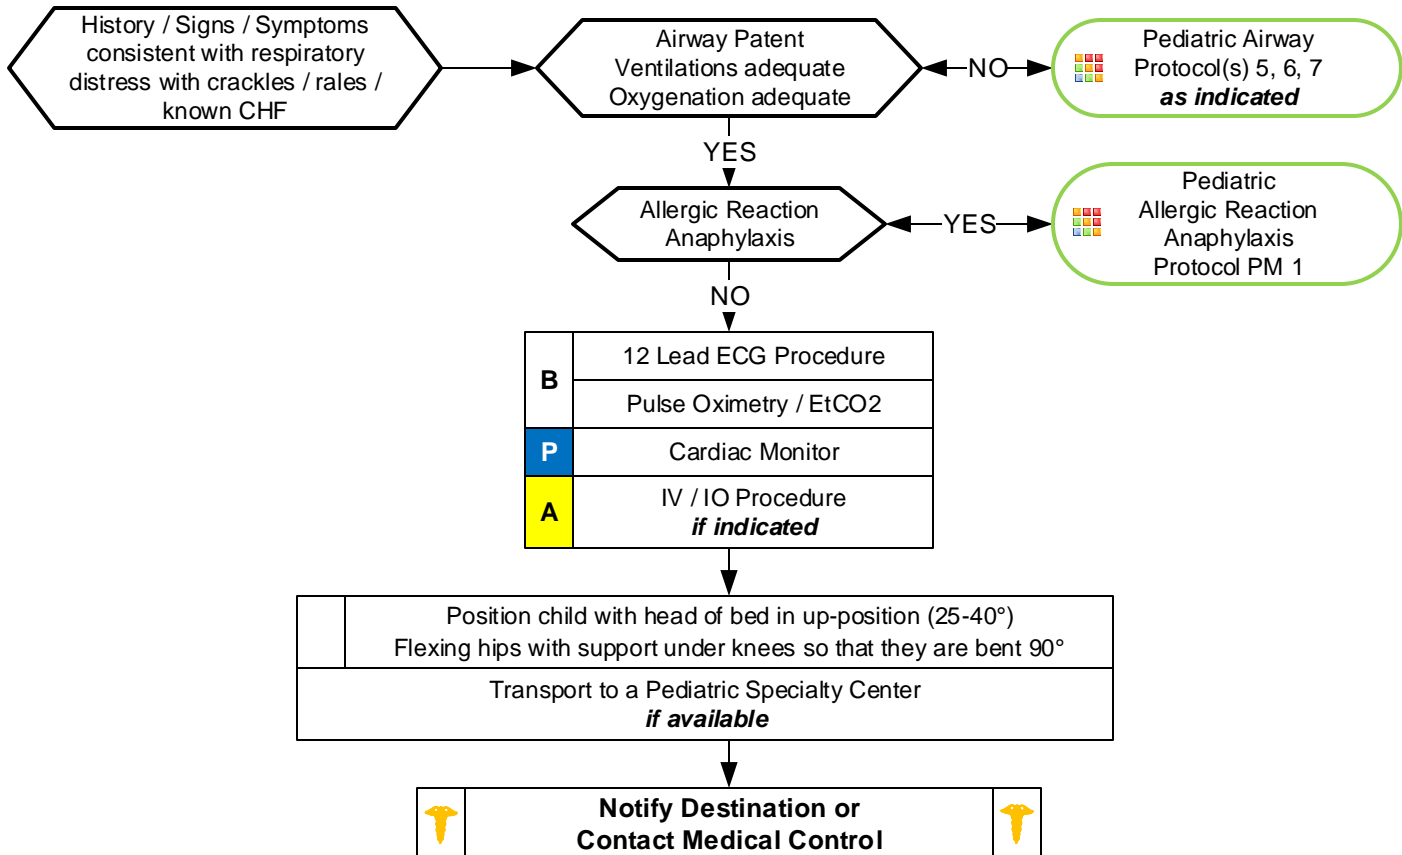 History / Signs / Symptoms
consistent with respiratory
distress with crackles / rales /
known CHF
Airway Patent
Ventilations adequate
Oxygenation adequate
NO
Pediatric Airway
Protocol(s) 5, 6, 7
as indicated
YES
Allergic Reaction
Anaphylaxis
YES
Pediatric
Allergic Reaction
Anaphylaxis
Protocol PM 1
NO
B
12 Lead ECG Procedure
Pulse Oximetry / EtCO2
P
Cardiac Monitor
A
IV / IO Procedure
if indicated
Position child with head of bed in up-position (25-40°)
Flexing hips with support under knees so that they are bent 90°
Transport to a Pediatric Specialty Center
if available
Notify Destination or
Contact Medical Control